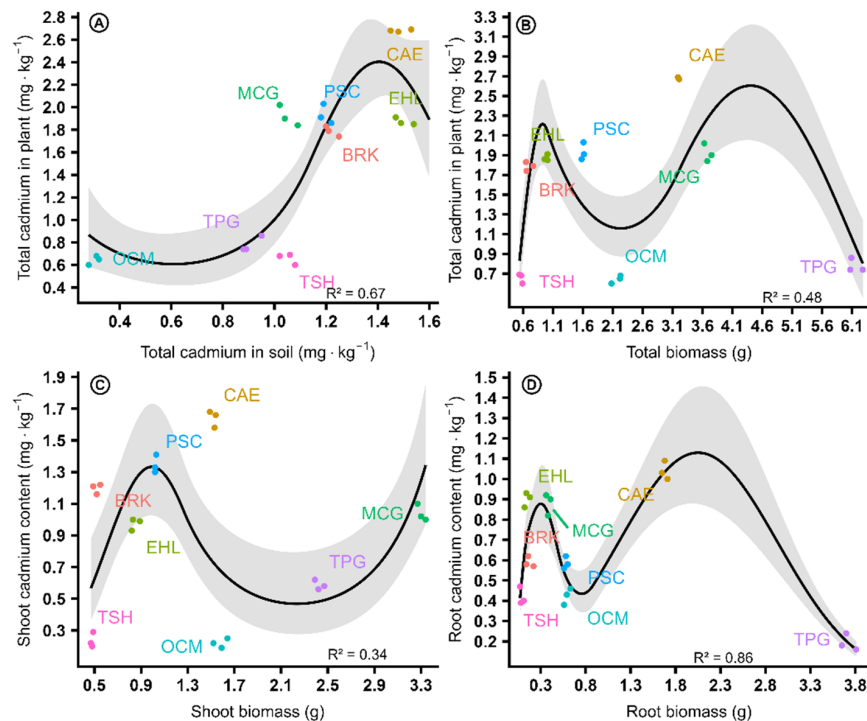 A
Total cadmium in plant (mg · kg⁻¹)
2.8
2.6
2.4
2.2
2.0
1.8
1.6
1.4
1.2
1.0
0.8
0.6
0.4
CAE
MCG
PSC
EHL
BRK
TPG
OCM
TSH
R² = 0.67
0.4 0.6 0.8 1.0 1.2 1.4 1.6
Total cadmium in soil (mg · kg⁻¹)
B
Total cadmium in plant (mg · kg⁻¹)
3.3
3.1
2.9
2.7
2.5
2.3
2.1
1.9
1.7
1.5
1.3
1.1
0.9
0.7
CAE
EHL
PSC
BRK
MCG
OCM
TSH
TPG
R² = 0.48
0.6 1.1 1.6 2.1 2.6 3.1 3.6 4.1 4.6 5.1 5.6 6.1
Total biomass (g)
C
Shoot cadmium content (mg · kg⁻¹)
1.9
1.7
1.5
1.3
1.1
0.9
0.7
0.5
0.3
CAE
PSC
BRK
MCG
EHL
TPG
TSH
OCM
R² = 0.34
0.5 0.9 1.3 1.7 2.1 2.5 2.9 3.3
Shoot biomass (g)
D
Root cadmium content (mg · kg⁻¹)
1.5
1.4
1.3
1.2
1.1
1.0
0.9
0.8
0.7
0.6
0.5
0.4
0.3
0.2
EHL
CAE
MCG
BRK
PSC
TSH
OCM
TPG
R² = 0.86
0.3 0.8 1.3 1.8 2.3 2.8 3.3 3.8
Root biomass (g)